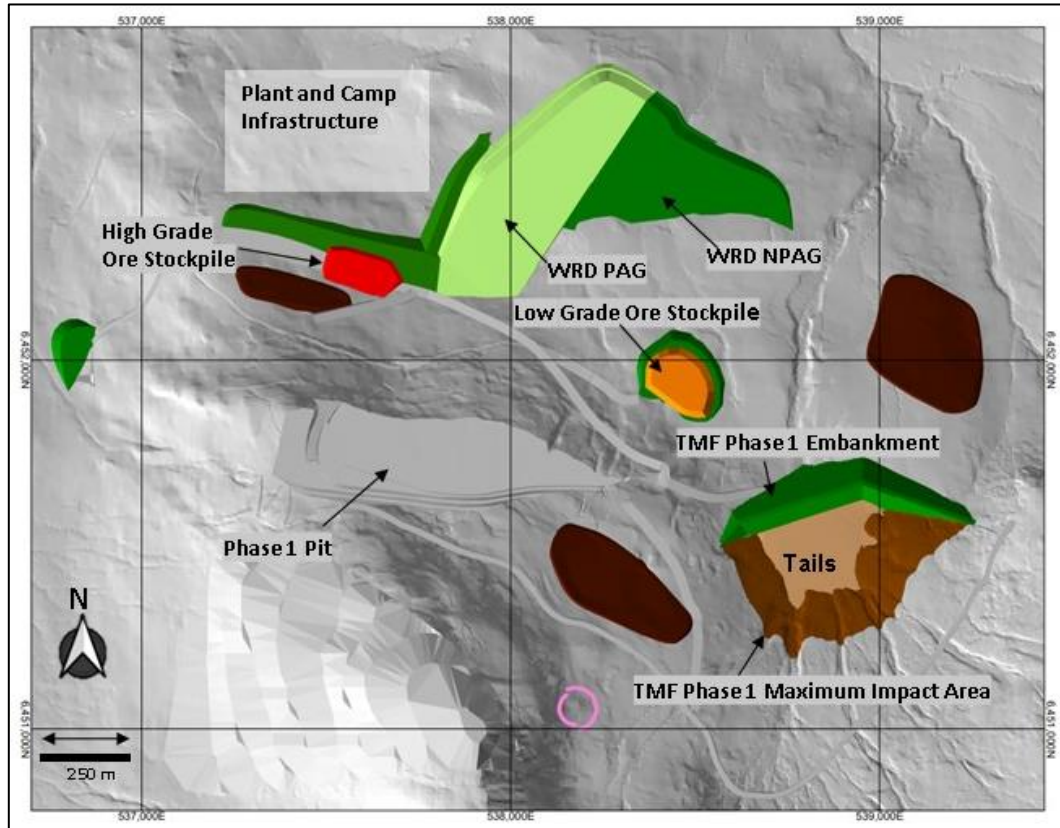 537,000E
538,000E
539,000E
Plant and Camp
Infrastructure
High Grade
Ore Stockpile
WRD PAG
WRD NPAG
Low Grade Ore Stockpile
6,452,000N
6,452,000N
TMF Phase1 Embankment
Phase1 Pit
Tails
N
TMF Phase1 Maximum Impact Area
6,451,000N
6,451,000N
250 m
537,000E
538,000E
539,000E